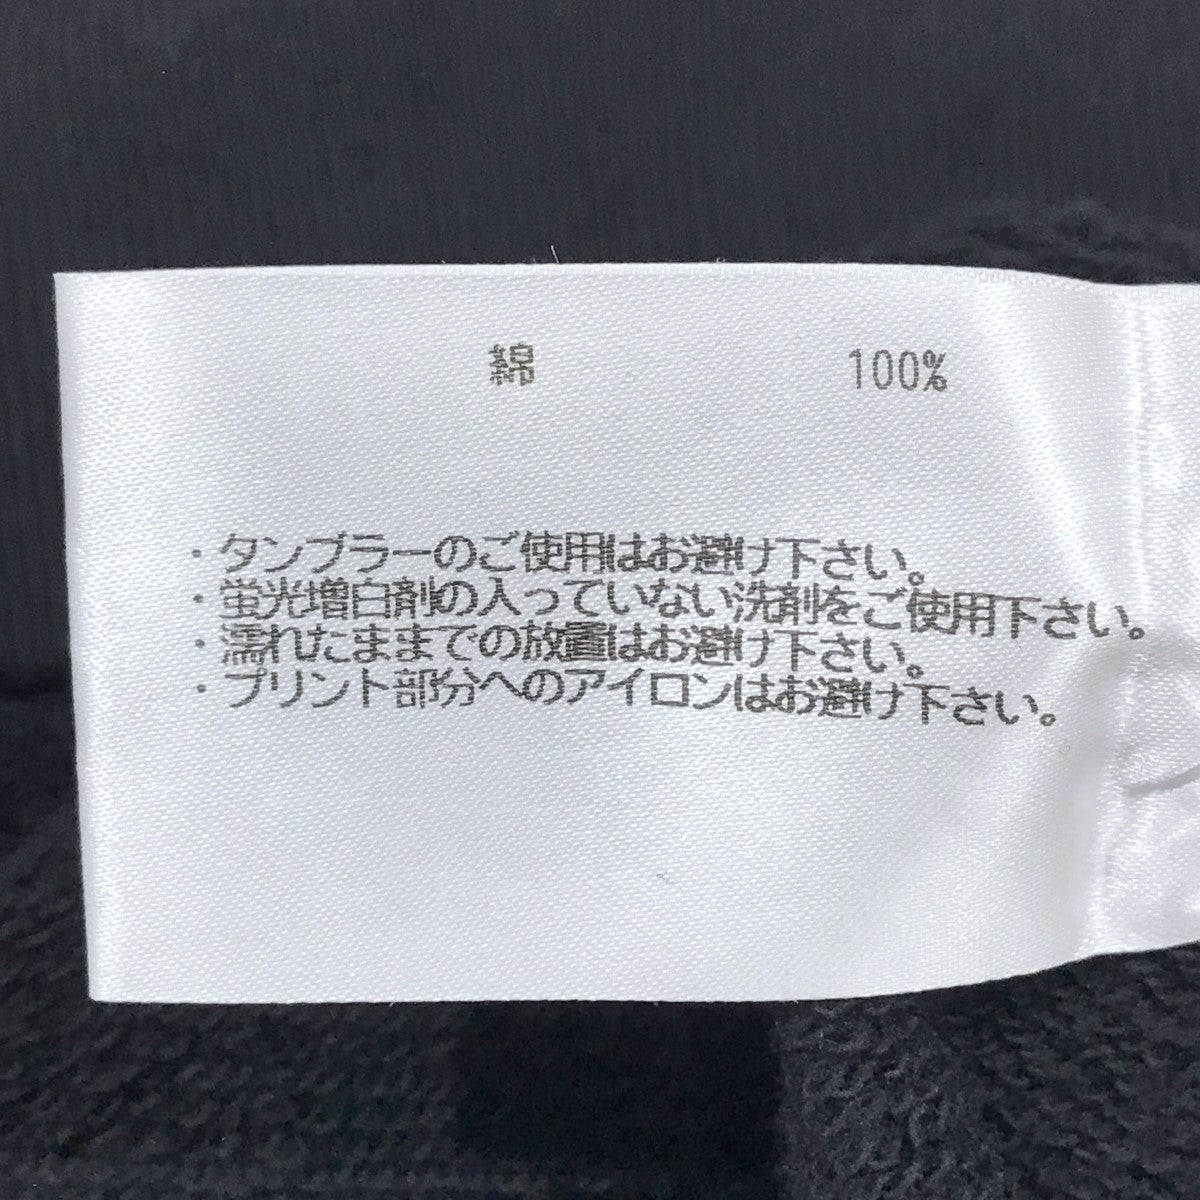 綿 100%
・タンブラーのご使用はお避け下さい。
・蛍光増白剤の入っていない洗剤をご使用下さい。
・濡れたままでの放置はお避け下さい。
・プリント部分へのアイロンはお避け下さい。